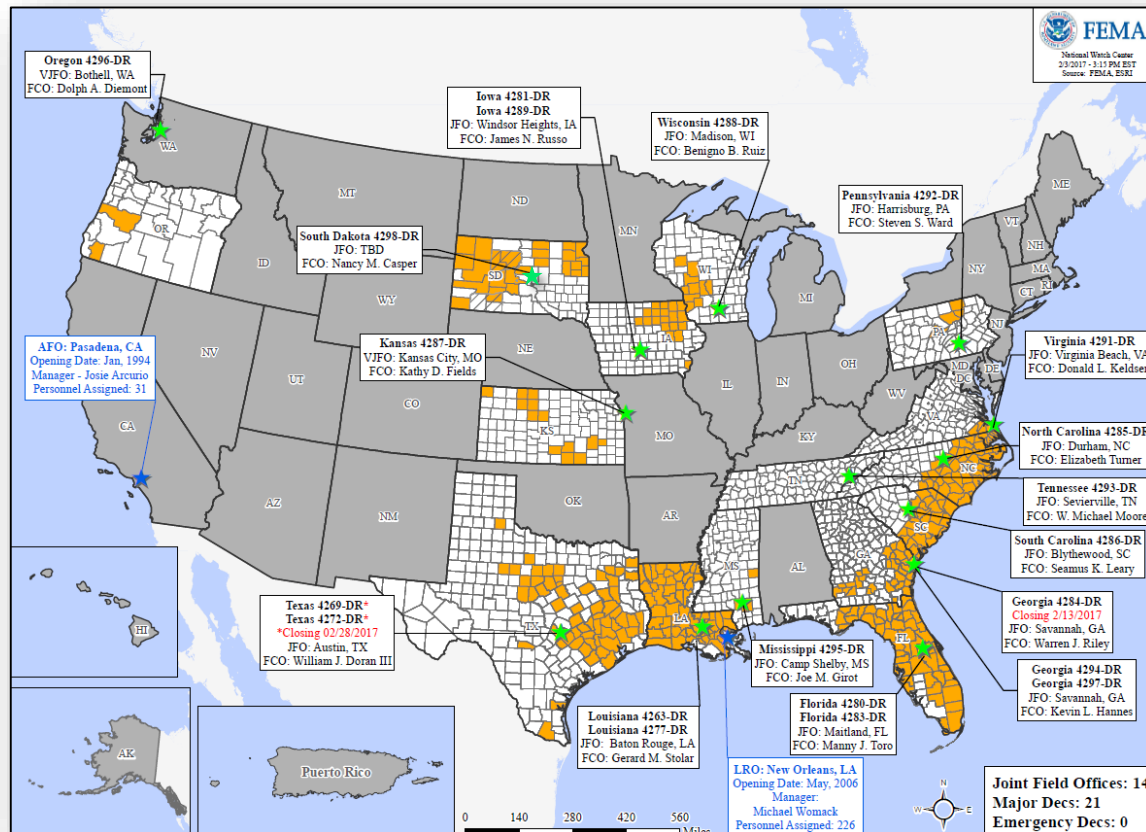 FEMA
National Watch Center
2/3/2017 - 3:15 PM EST
Source: FEMA, ESRI
Oregon 4296-DR
VJFO: Bothell, WA
FCO: Dolph A. Diemont
Iowa 4281-DR
Iowa 4289-DR
JFO: Windsor Heights, IA
FCO: James N. Russo
Wisconsin 4288-DR
JFO: Madison, WI
FCO: Benigno B. Ruiz
Pennsylvania 4292-DR
JFO: Harrisburg, PA
FCO: Steven S. Ward
South Dakota 4298-DR
JFO: TBD
FCO: Nancy M. Casper
Kansas 4287-DR
VJFO: Kansas City, MO
FCO: Kathy D. Fields
AFO: Pasadena, CA
Opening Date: Jan, 1994
Manager - Josie Arcurio
Personnel Assigned: 31
Virginia 4291-DR
JFO: Virginia Beach, VA
FCO: Donald L. Keldsen
North Carolina 4285-DR
JFO: Durham, NC
FCO: Elizabeth Turner
Tennessee 4293-DR
JFO: Sevierville, TN
FCO: W. Michael Moore
South Carolina 4286-DR
JFO: Blythewood, SC
FCO: Seamus K. Leary
Georgia 4284-DR
Closing 2/13/2017
JFO: Savannah, GA
FCO: Warren J. Riley
Georgia 4294-DR
Georgia 4297-DR
JFO: Savannah, GA
FCO: Kevin L. Hannes
Texas 4269-DR*
Texas 4272-DR*
*Closing 02/28/2017
JFO: Austin, TX
FCO: William J. Doran III
Mississippi 4295-DR
JFO: Camp Shelby, MS
FCO: Joe M. Girot
Louisiana 4263-DR
Louisiana 4277-DR
JFO: Baton Rouge, LA
FCO: Gerard M. Stolar
Florida 4280-DR
Florida 4283-DR
JFO: Maitland, FL
FCO: Manny J. Toro
LRO: New Orleans, LA
Opening Date: May, 2006
Manager:
Michael Womack
Personnel Assigned: 226
Joint Field Offices: 14
Major Decs: 21
Emergency Decs: 0
WA
MT
ND
MN
ME
VT
NH
OR
ID
SD
WI
MI
NY
MA
RI
CT
WY
IA
PA
NJ
NV
NE
IL
IN
OH
MD
DE
DC
WV
UT
CO
KS
MO
KY
VA
CA
AZ
NM
OK
AR
TN
NC
SC
MS
AL
GA
TX
LA
FL
HI
AK
Puerto Rico
N
W
E
S
0 140 280 420 560
Miles